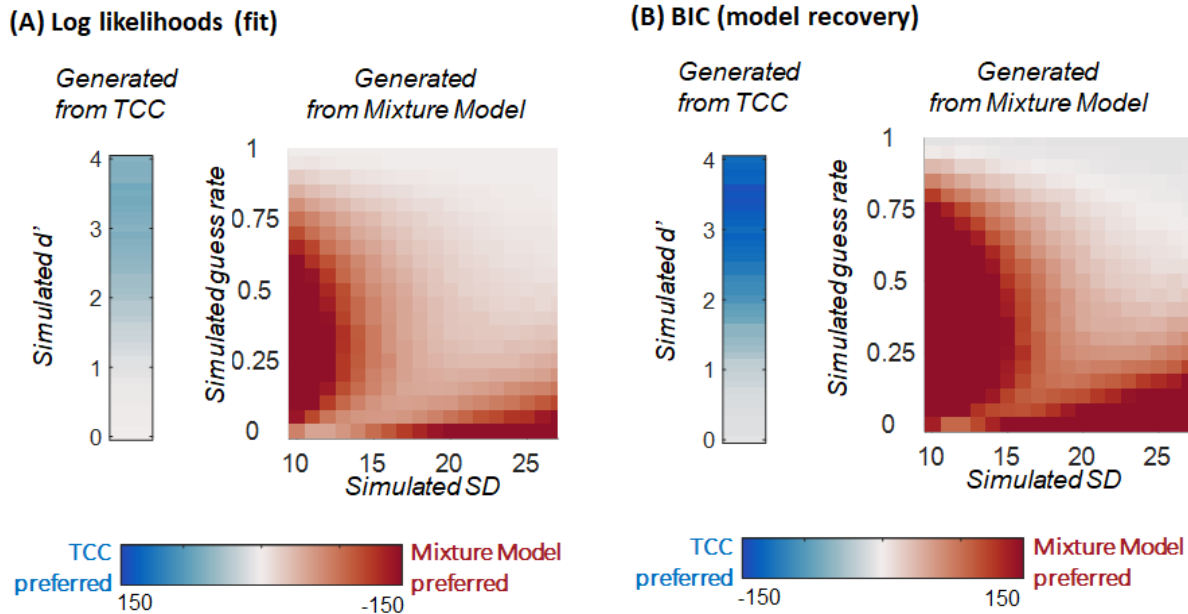 (A) Log likelihoods (fit)
Generated
from TCC
Generated
from Mixture Model
Simulated d'
4
3
2
1
0
Simulated guess rate
1
0.75
0.5
0.25
0
10 15 20 25
Simulated SD
TCC
preferred
150
-150
Mixture Model
preferred
(B) BIC (model recovery)
Generated
from TCC
Generated
from Mixture Model
Simulated d'
4
3
2
1
0
Simulated guess rate
1
0.75
0.5
0.25
0
10 15 20 25
Simulated SD
TCC
preferred
-150
150
Mixture Model
preferred